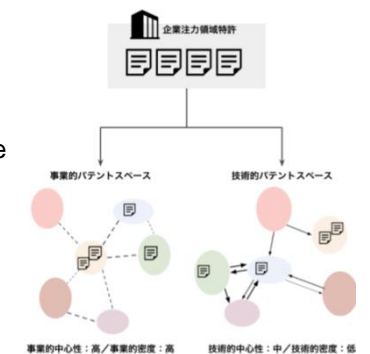 企業注力領域特許
e
事業的パテントスペース
技術的パテントスペース
事業的中心性：高／事業的密度：高
技術的中心性：中／技術的密度：低